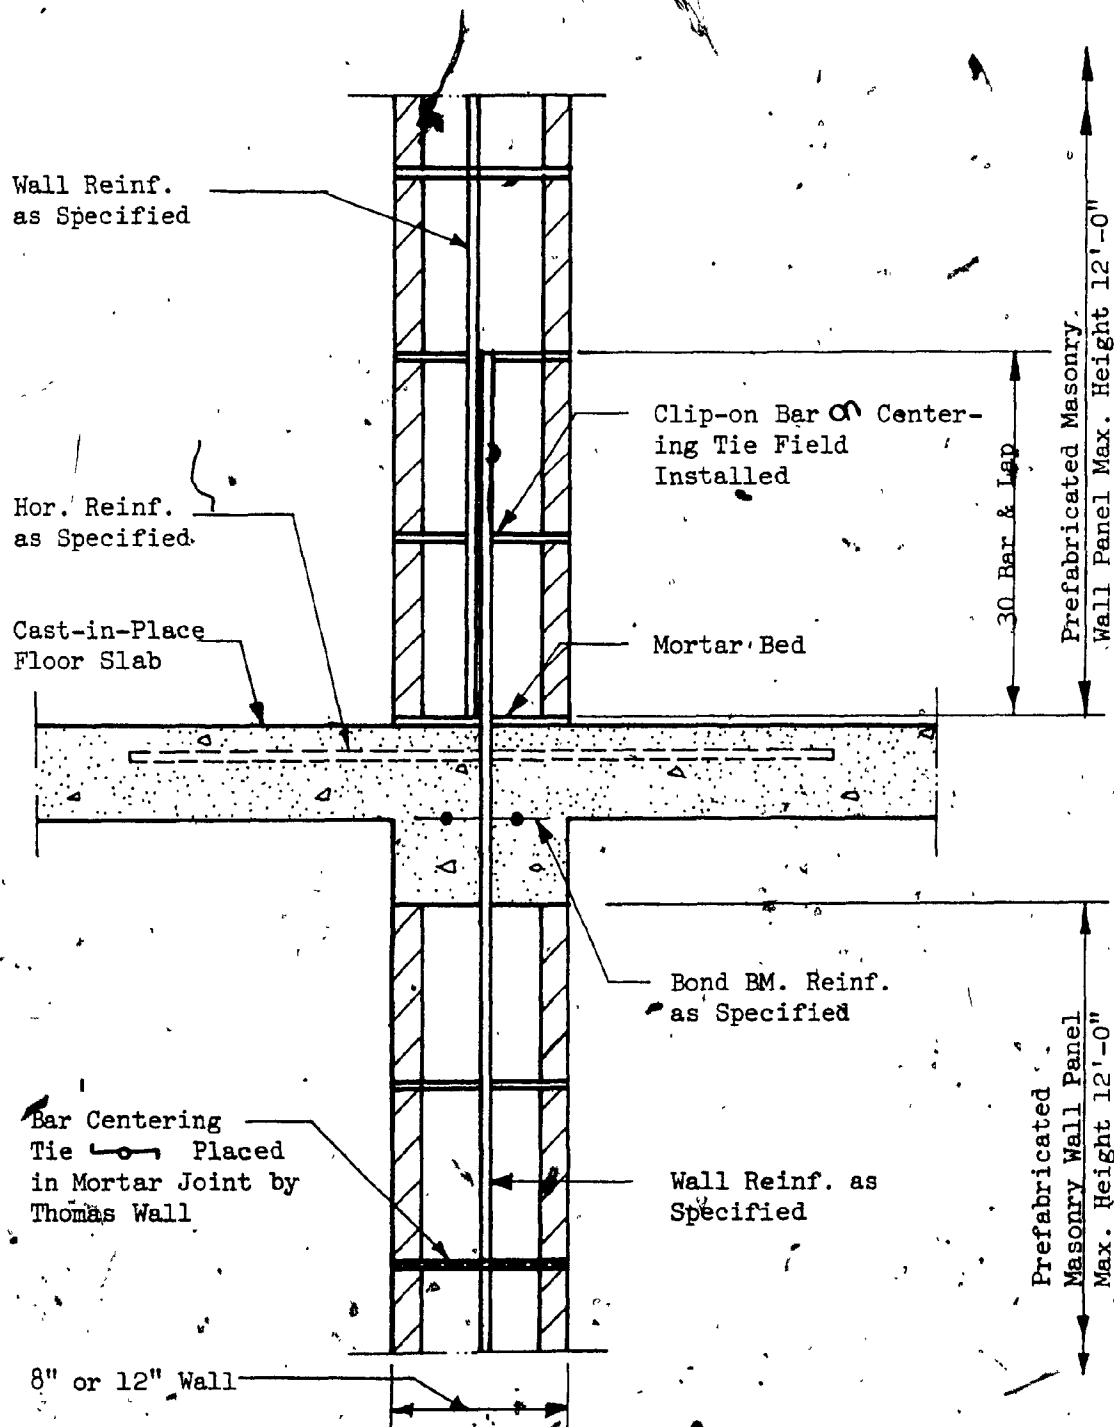 Wall Reinf.
as Specified
Clip-on Bar Center-
ing Tie Field
Installed
Hor. Reinf.
as Specified
Cast-in-Place
Floor Slab
Mortar Bed
30 Bar & Lap
Prefabricated Masonry
Wall Panel Max. Height 12'-0"
Bond BM. Reinf.
as Specified
Bar Centering
Tie Placed
in Mortar Joint by
Thomas Wall
Wall Reinf. as
Specified
Prefabricated
Masonry Wall Panel
Max. Height 12'-0"
8" or 12" Wall